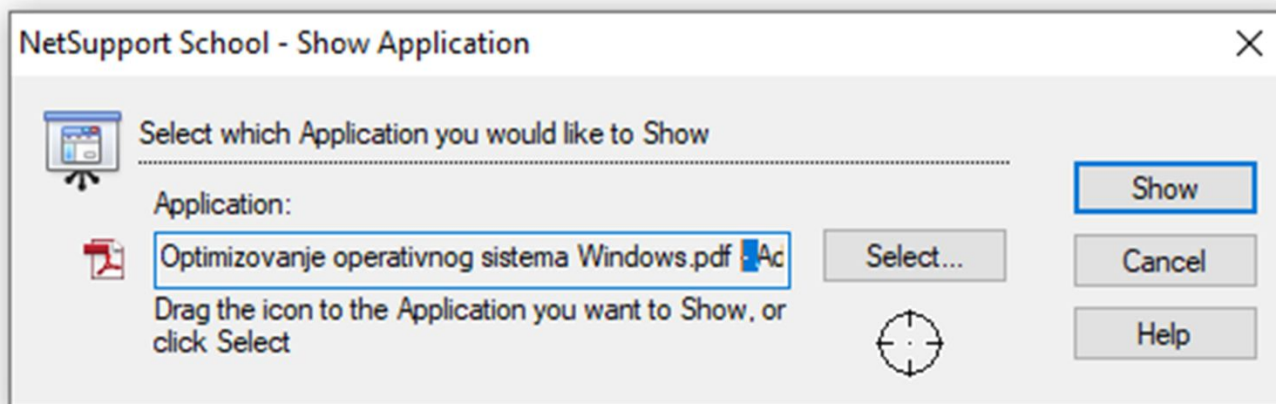 NetSupport School - Show Application
Select which Application you would like to Show
Application:
Optimizovanje operativnog sistema Windows.pdf -
Select...
Drag the icon to the Application you want to Show, or
click Select
Show
Cancel
Help